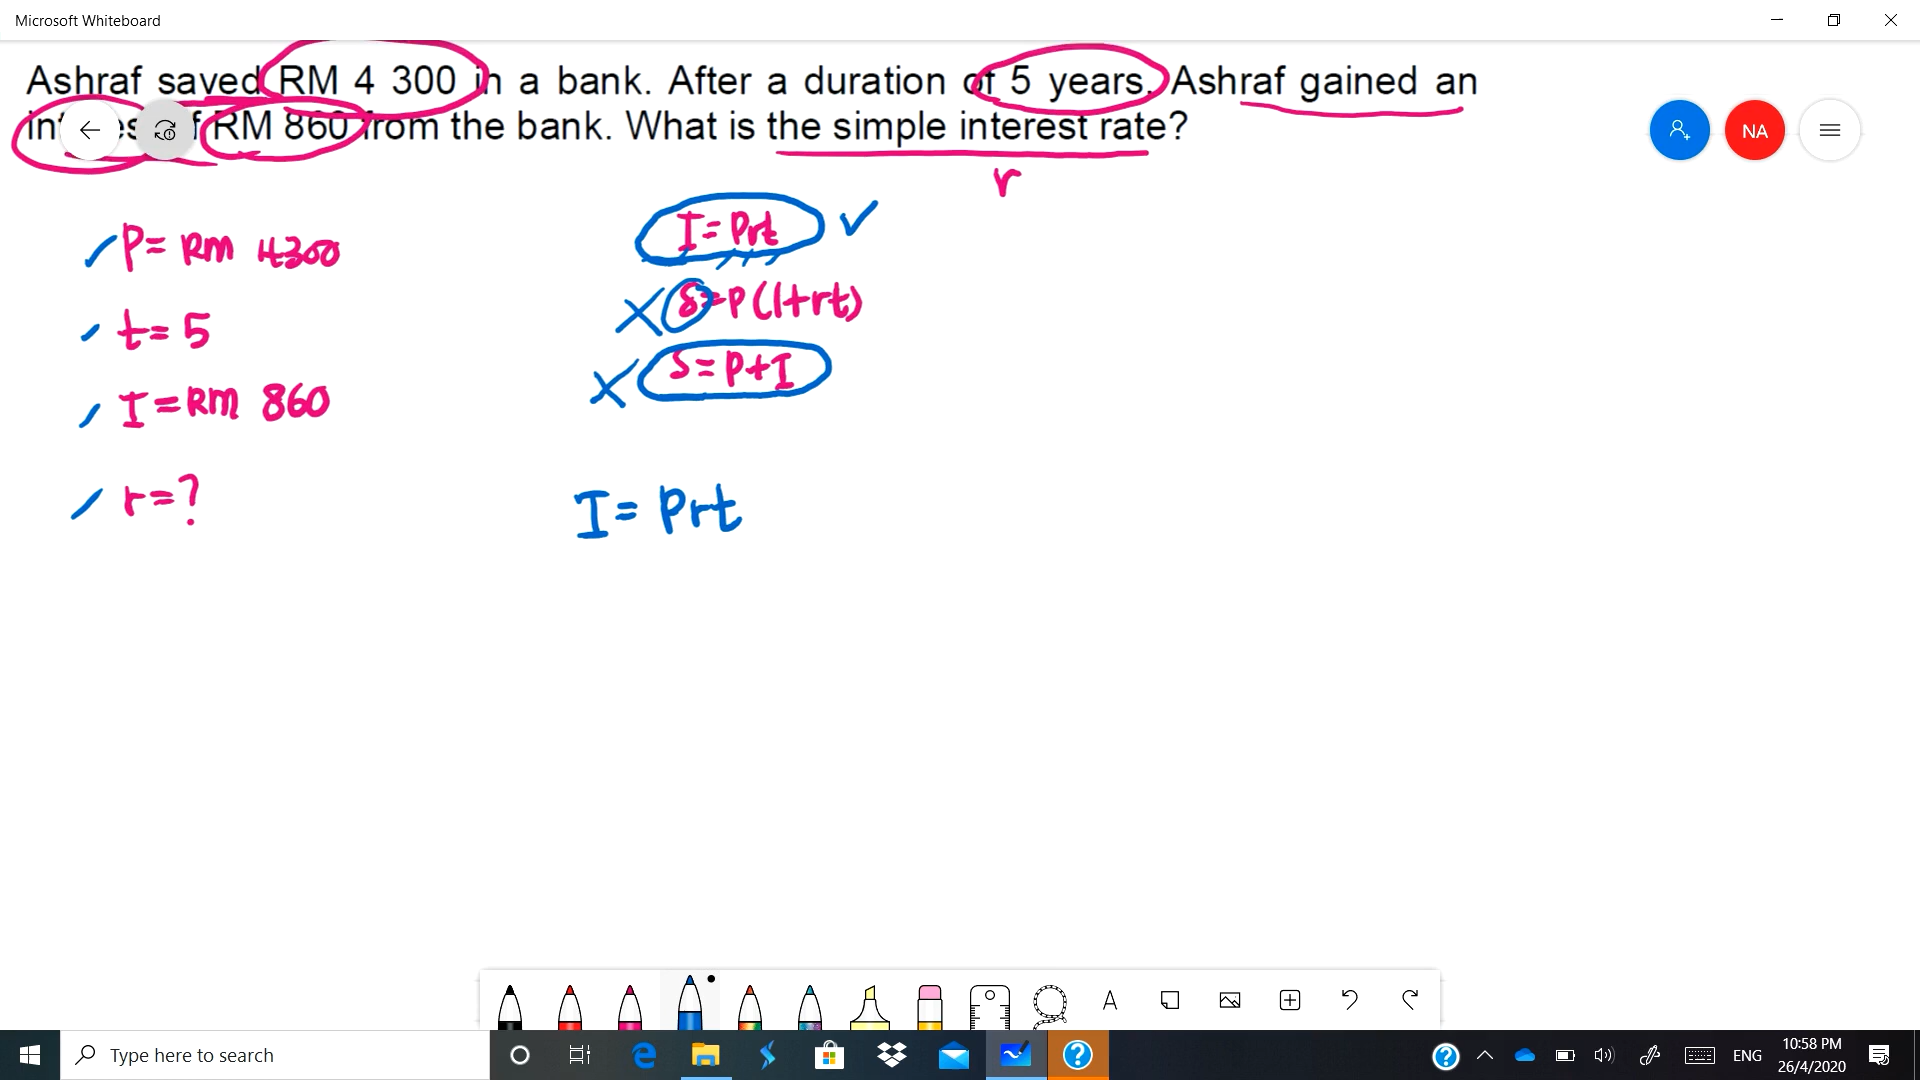 Microsoft Whiteboard
Ashraf saved RM 4 300 in a bank. After a duration of 5 years. Ashraf gained an
RM 860 from the bank. What is the simple interest rate?
NA
r
I = Prt
P = RM 4300
S = P(1+rt)
t = 5
S = P+I
I = RM 860
r = ?
I = Prt
A
Type here to search
ENG
10:58 PM
26/4/2020